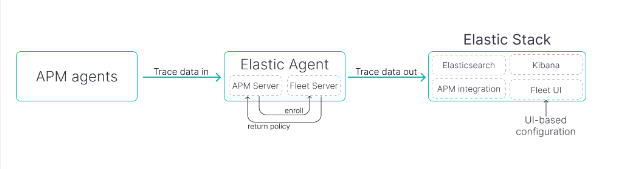 Elastic Stack
APM agents
Trace data in
Elastic Agent
APM Server
Fleet Server
enroll
return policy
Trace data out
Elasticsearch
Kibana
APM integration
Fleet UI
UI-based
configuration